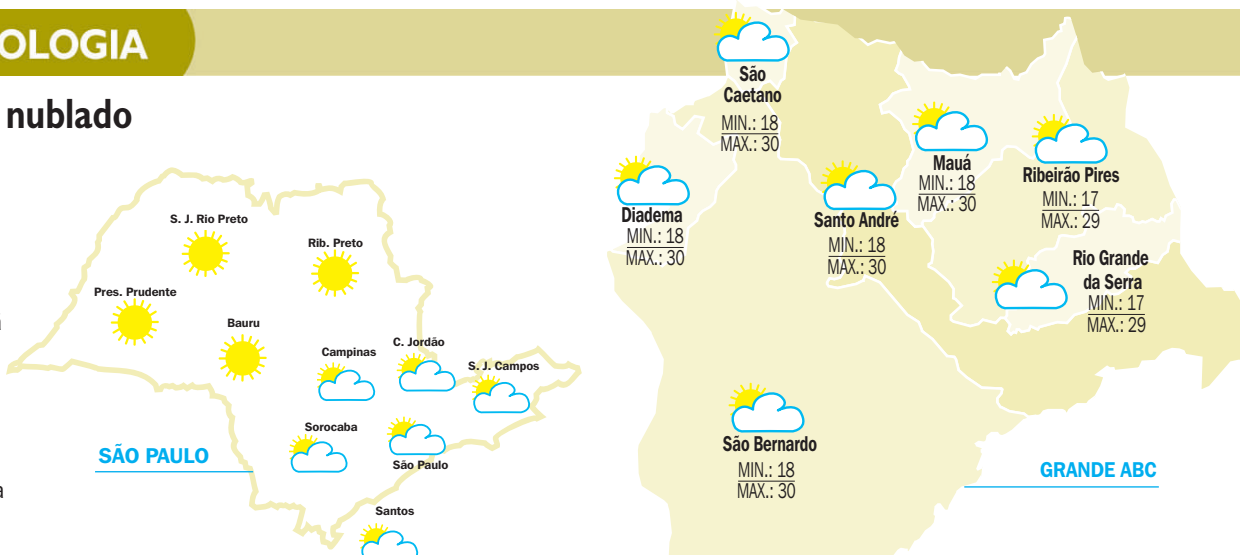 OLOGIA
nublado
S. J. Rio Preto
Rib. Preto
Pres. Prudente
Bauru
Campinas
C. Jordão
S. J. Campos
Sorocaba
São Paulo
Santos
SÃO PAULO
a
São
Caetano
MIN.: 18
MAX.: 30
Diadema
MIN.: 18
MAX.: 30
Santo André
MIN.: 18
MAX.: 30
Mauá
MIN.: 18
MAX.: 30
Ribeirão Pires
MIN.: 17
MAX.: 29
Rio Grande
da Serra
MIN.: 17
MAX.: 29
São Bernardo
MIN.: 18
MAX.: 30
GRANDE ABC